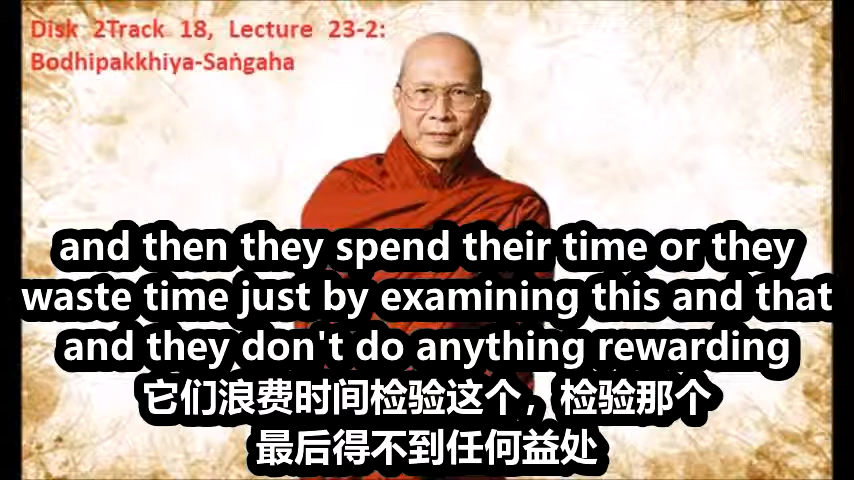 Disk 2Track 18, Lecture 23-2:
Bodhipakkhiya-Saṅgaha
and then they spend their time or they
waste time just by examining this and that
and they don't do anything rewarding
它们浪费时间检验这个，检验那个
最后得不到任何益处